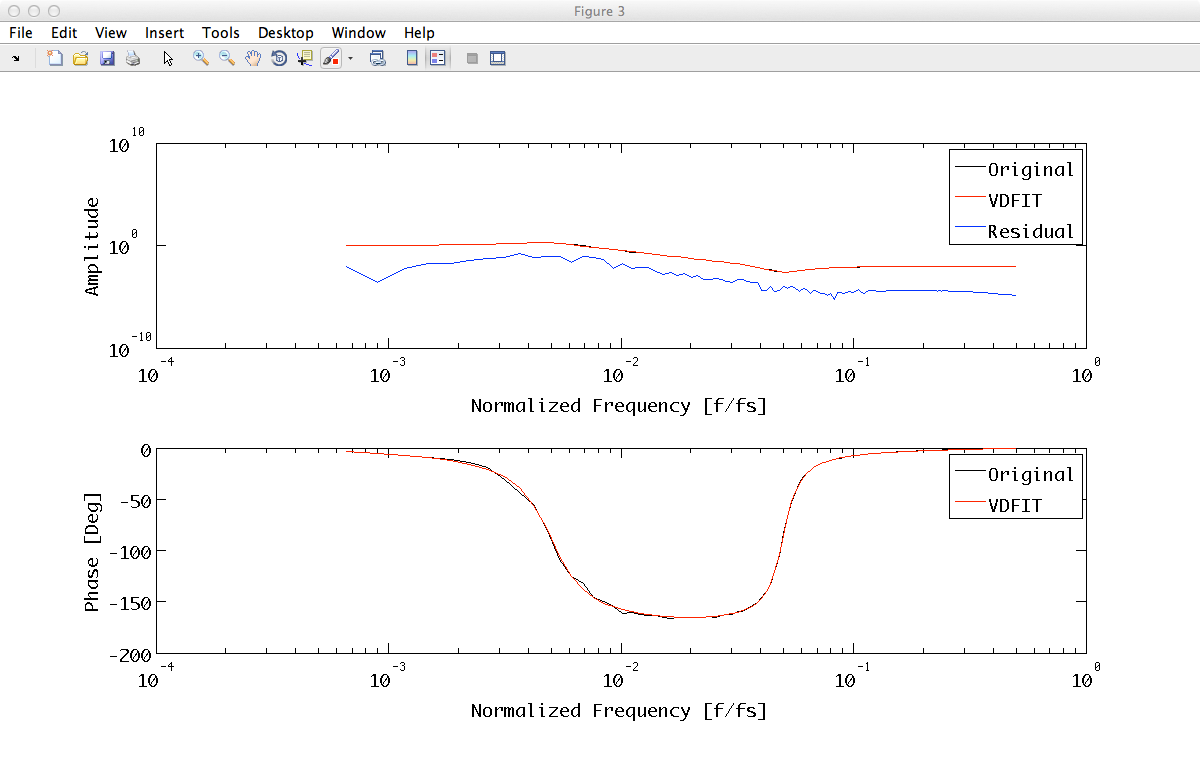 Figure 3
File Edit View Insert Tools Desktop Window Help
10^10
10^0
10^-10
Amplitude
Original
VDFIT
Residual
10^-4 10^-3 10^-2 10^-1 10^0
Normalized Frequency [f/fs]
0
-50
-100
-150
-200
Phase [Deg]
Original
VDFIT
10^-4 10^-3 10^-2 10^-1 10^0
Normalized Frequency [f/fs]